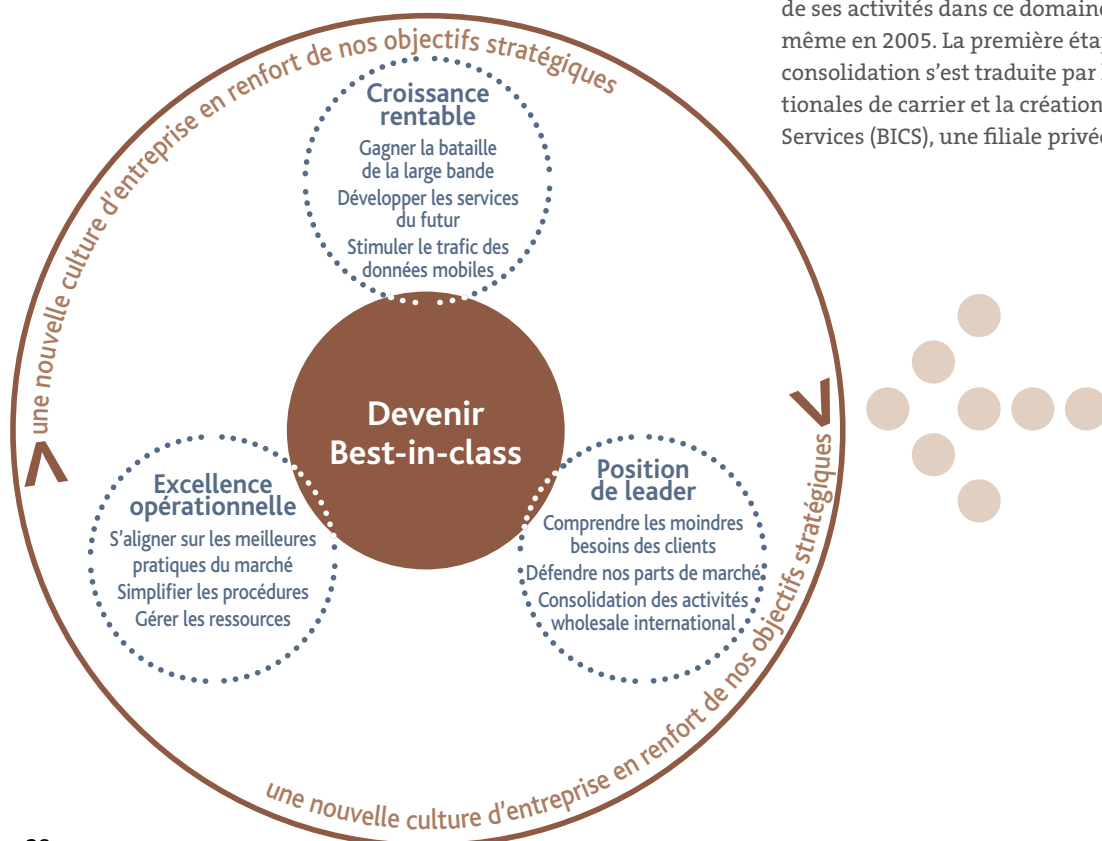 de ses activités dans ce domaine
même en 2005. La première étap
consolidation s'est traduite par
tionales de carrier et la création
Services (BICS), une filiale privé
une nouvelle culture d'entreprise en renfort de nos objectifs stratégiques
Croissance
rentable
Gagner la bataille
de la large bande
Développer les services
du futur
Stimuler le trafic des
données mobiles
Devenir
Best-in-class
Excellence
opérationnelle
S'aligner sur les meilleures
pratiques du marché
Simplifier les procédures
Gérer les ressources
Position
de leader
Comprendre les moindres
besoins des clients
Défendre nos parts de marché
Consolidation des activités
wholesale international
une nouvelle culture d'entreprise en renfort de nos objectifs stratégiques